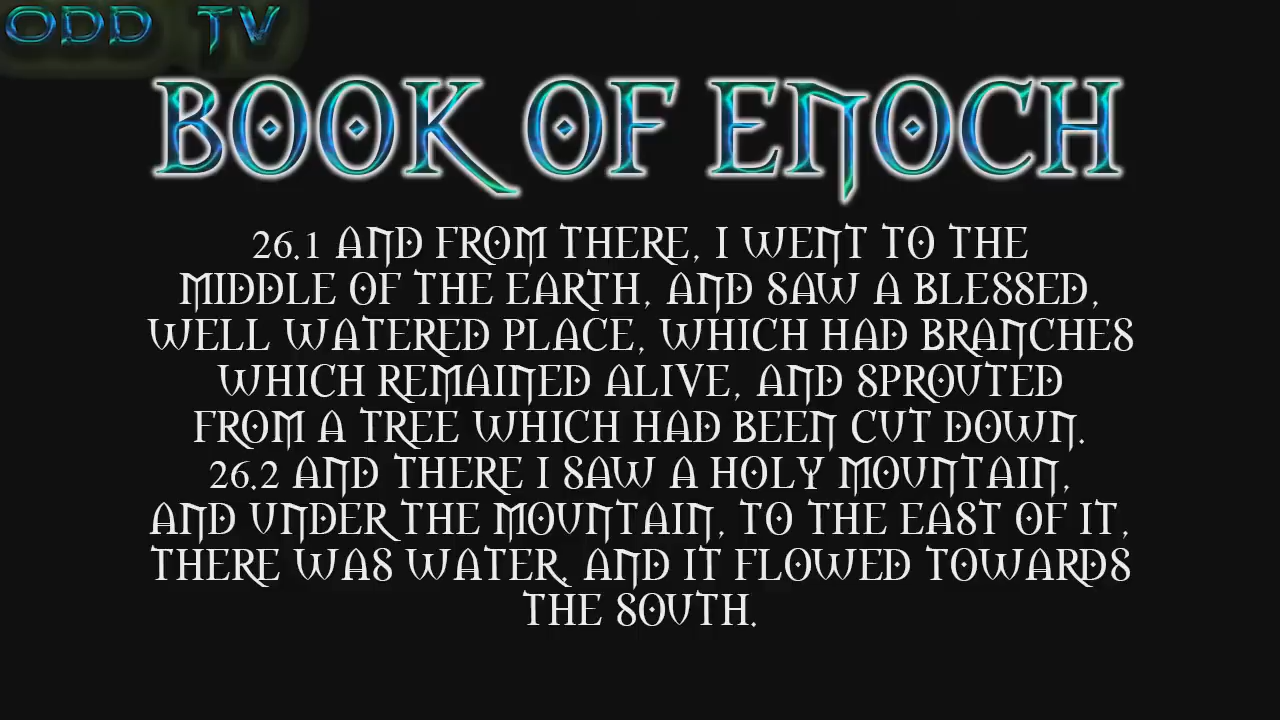 ODD TV
BOOK OF ENOCH
26.1 AND FROM THERE, I WENT TO THE
MIDDLE OF THE EARTH, AND SAW A BLESSED,
WELL WATERED PLACE, WHICH HAD BRANCHES
WHICH REMAINED ALIVE, AND SPROUTED
FROM A TREE WHICH HAD BEEN CUT DOWN.
26.2 AND THERE I SAW A HOLY MOUNTAIN,
AND UNDER THE MOUNTAIN, TO THE EAST OF IT,
THERE WAS WATER, AND IT FLOWED TOWARDS
THE SOUTH.